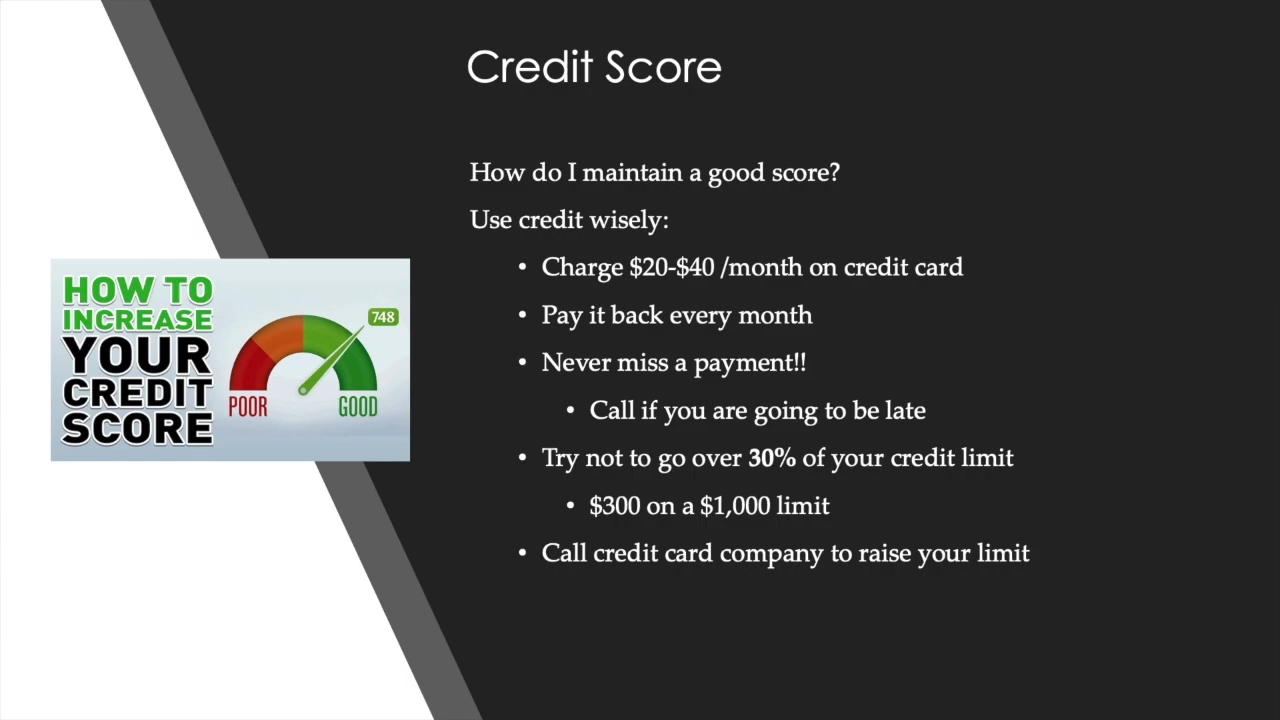 Credit Score
How do I maintain a good score?
Use credit wisely:
• Charge $20-$40 /month on credit card
• Pay it back every month
• Never miss a payment!!
• Call if you are going to be late
• Try not to go over 30% of your credit limit
• $300 on a $1,000 limit
• Call credit card company to raise your limit
HOW TO
INCREASE
YOUR
CREDIT
SCORE
748
POOR
GOOD